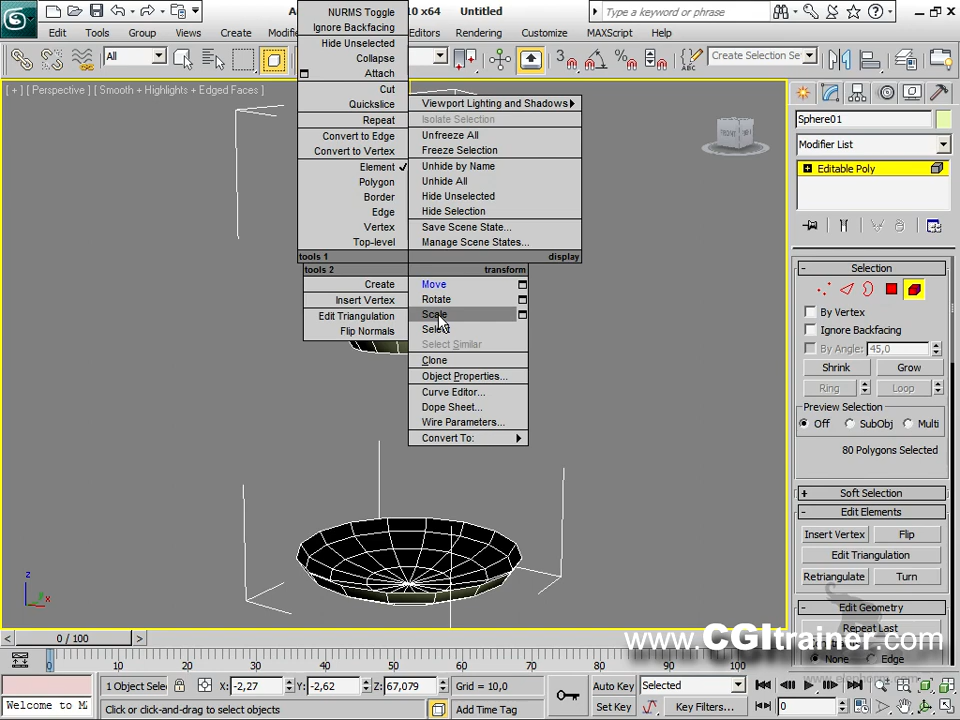 x64
Untitled
Type a keyword or phrase
Edit
Tools
Group
Views
Create
Editors
Rendering
Customize
MAXScript
Help
All
Create Selection Se
[ + ] [ Perspective ] [ Smooth + Highlights + Edged Faces ]
NURMS Toggle
Ignore Backfacing
Hide Unselected
Collapse
Attach
Cut
Quickslice
Repeat
Convert to Edge
Convert to Vertex
Element
Polygon
Border
Edge
Vertex
Top-level
tools 1
Viewport Lighting and Shadows
Isolate Selection
Unfreeze All
Freeze Selection
Unhide by Name
Unhide All
Hide Unselected
Hide Selection
Save Scene State...
Manage Scene States...
display
tools 2
Create
Insert Vertex
Edit Triangulation
Flip Normals
transform
Move
Rotate
Scale
Select
Select Similar
Clone
Object Properties...
Curve Editor...
Dope Sheet...
Wire Parameters...
Convert To:
Sphere01
Modifier List
Editable Poly
- Selection
By Vertex
Ignore Backfacing
By Angle: 45,0
Shrink
Grow
Ring
Loop
Preview Selection
Off
SubObj
Multi
80 Polygons Selected
+ Soft Selection
- Edit Elements
Insert Vertex
Flip
Edit Triangulation
Retriangulate
Turn
- Edit Geometry
Repeat Last
None
Edge
z
x
www.CGItrainer.com
< 0 / 100 >
0 10 20 30 40 50 60 70 80 90 100
1 Object Sele
X: -2,27
Y: -2,62
Z: 67,079
Grid = 10,0
Auto Key
Selected
Welcome to M
Click or click-and-drag to select objects
Add Time Tag
Set Key
Key Filters...
0